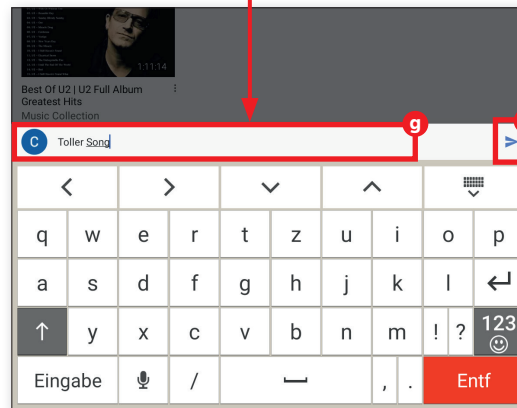 1:11:14
Best Of U2 | U2 Full Album
Greatest Hits
Music Collection
g
C Toller Song
q w e r t z u i o p
a s d f g h j k l
y x c v b n m ! ? 123
Eingabe / , . Entf